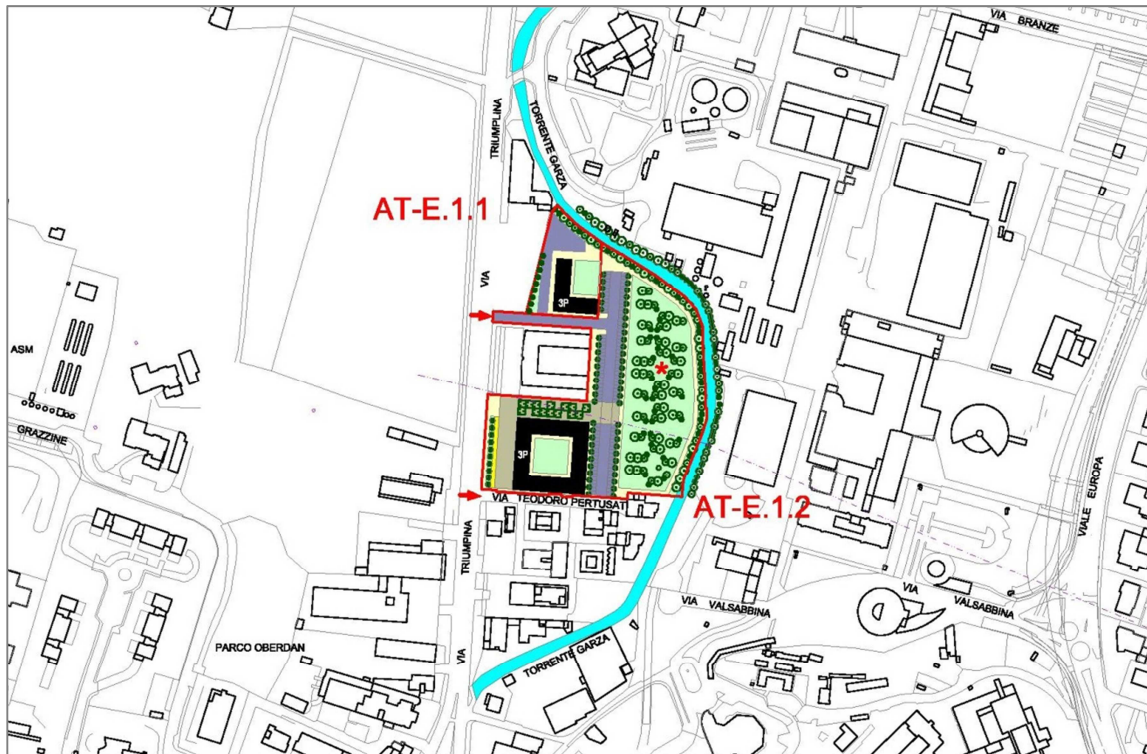 VIA BRANZE
TRIUMPLINA
TORRENTE GARZA
AT-E.1.1
VIA
3P
*
ASM
GRAZZINE
3P
VIA TEODORO PERTUSAT
AT-E.1.2
VIALE EUROPA
TRIUMPINA
VIA VALSABBINA
VIA VALSABBINA
PARCO OBERDAN
VIA
TORRENTE GARZA